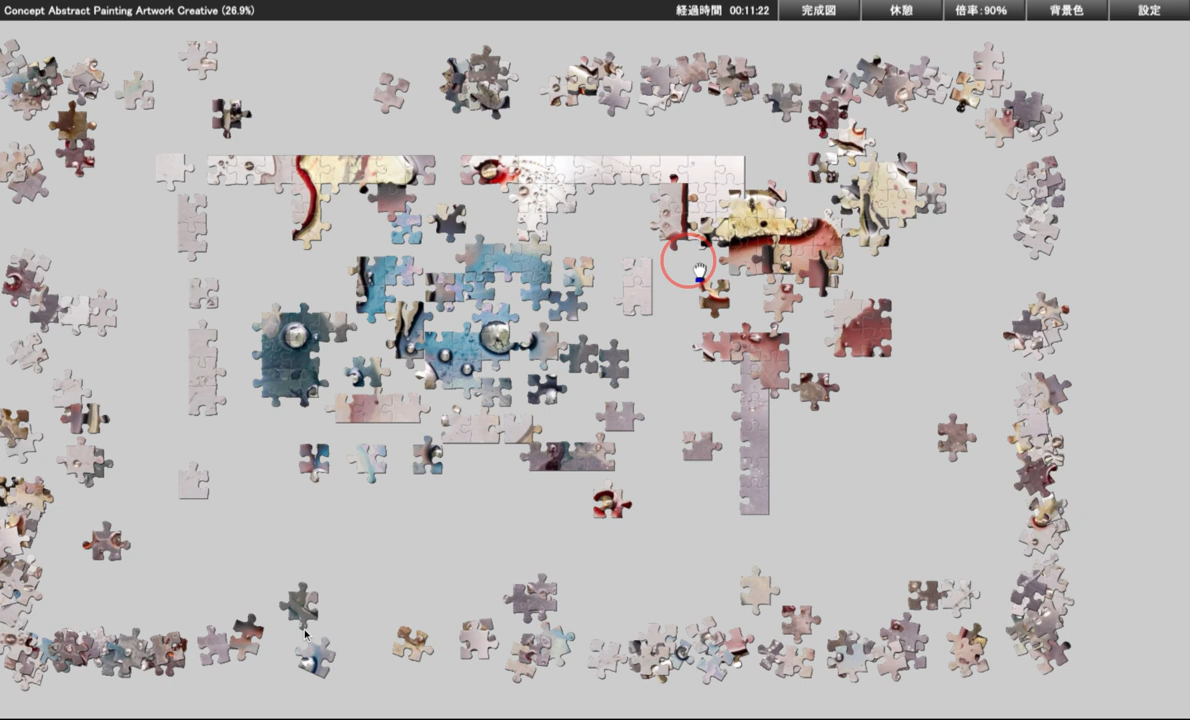 Concept Abstract Painting Artwork Creative (26.9%)
経過時間 00:11:22
完成図
休憩
倍率:90%
背景色
設定